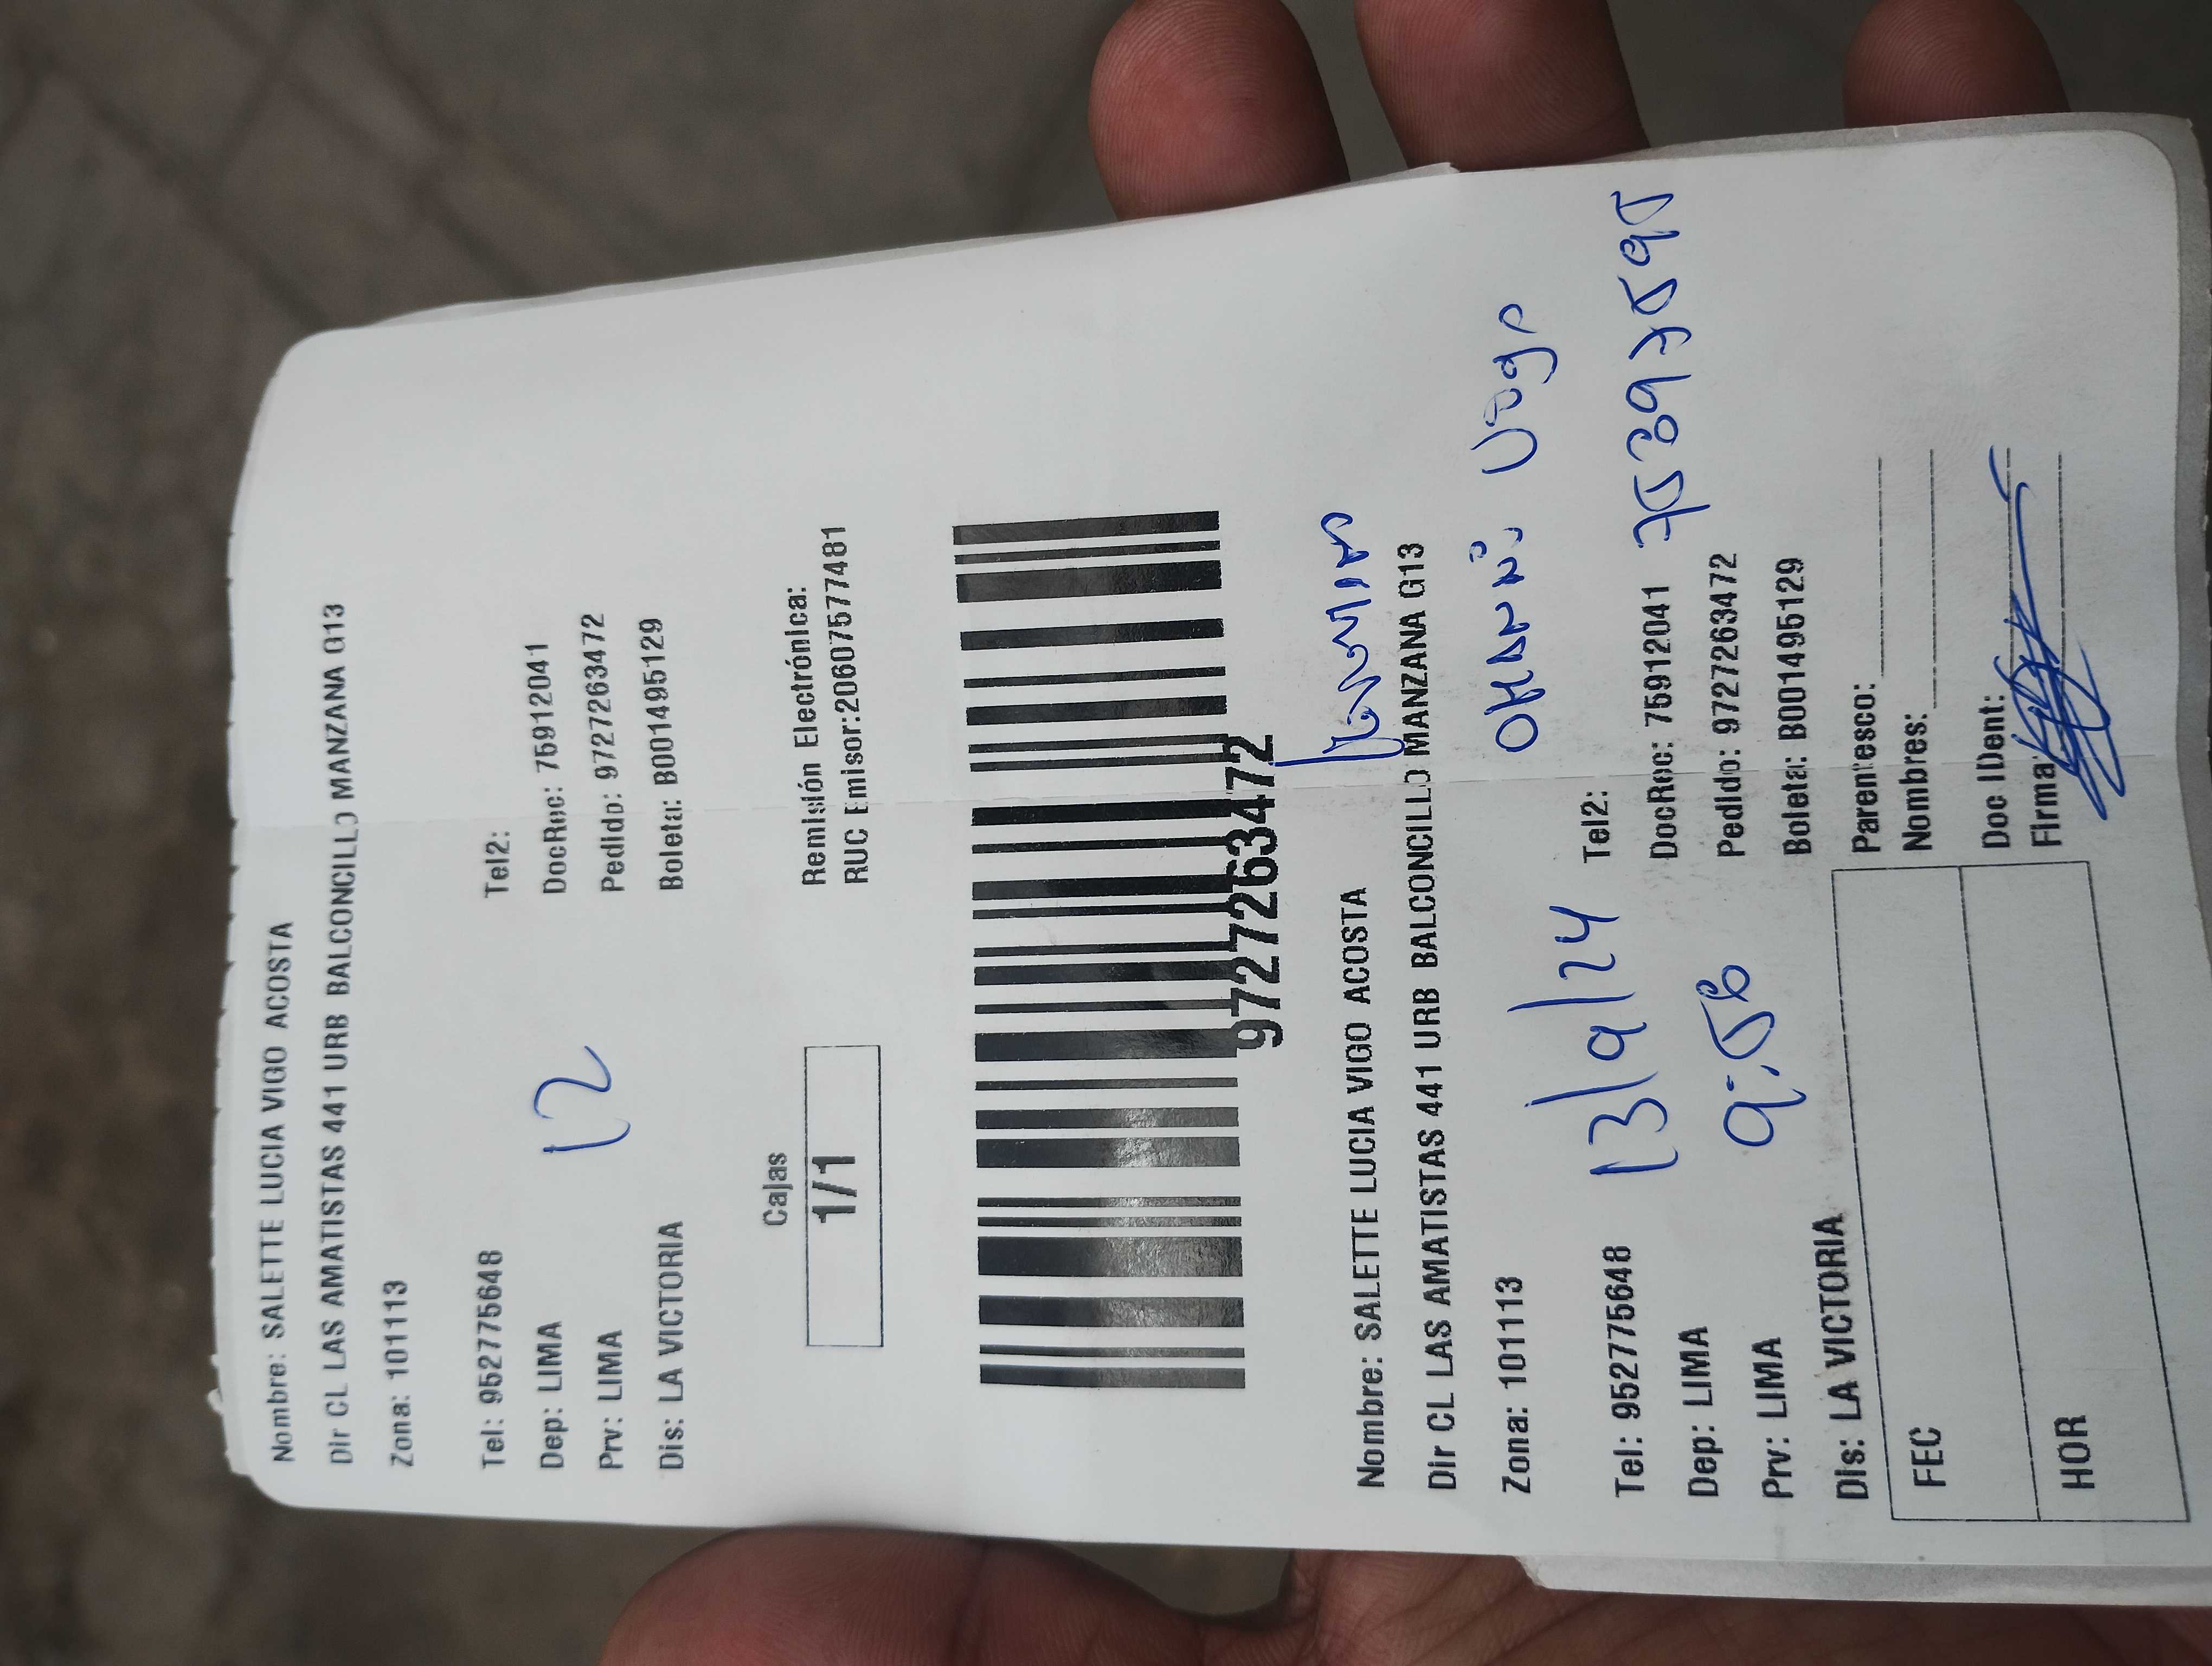 Nombre: SALETTE LUCIA VIGO ACOSTA
Dir CL LAS AMATISTAS 441 URB BALCONCILLO MANZANA G13
Zona: 101113
Tel: 952775648 Tel2:
Dep: LIMA 12 DocRec: 75912041
Prv: LIMA Pedido: 9727263472
Dis: LA VICTORIA Boleta: B001495129
Cajas Remisión Electrónica:
1/1 RUC Emisor:20607577481
9727263472
Nombre: SALETTE LUCIA VIGO ACOSTA
Dir CL LAS AMATISTAS 441 URB BALCONCILLO MANZANA G13
Zona: 101113 Vigo
13/9/24 Tel2:
Tel: 952775648 DocRec: 75912041 75397595
Dep: LIMA 9:56 Pedido: 9727263472
Prv: LIMA Boleta: B001495129
Dis: LA VICTORIA Parentesco:
FEC Nombres:
Doc IDent:
HOR Firma: